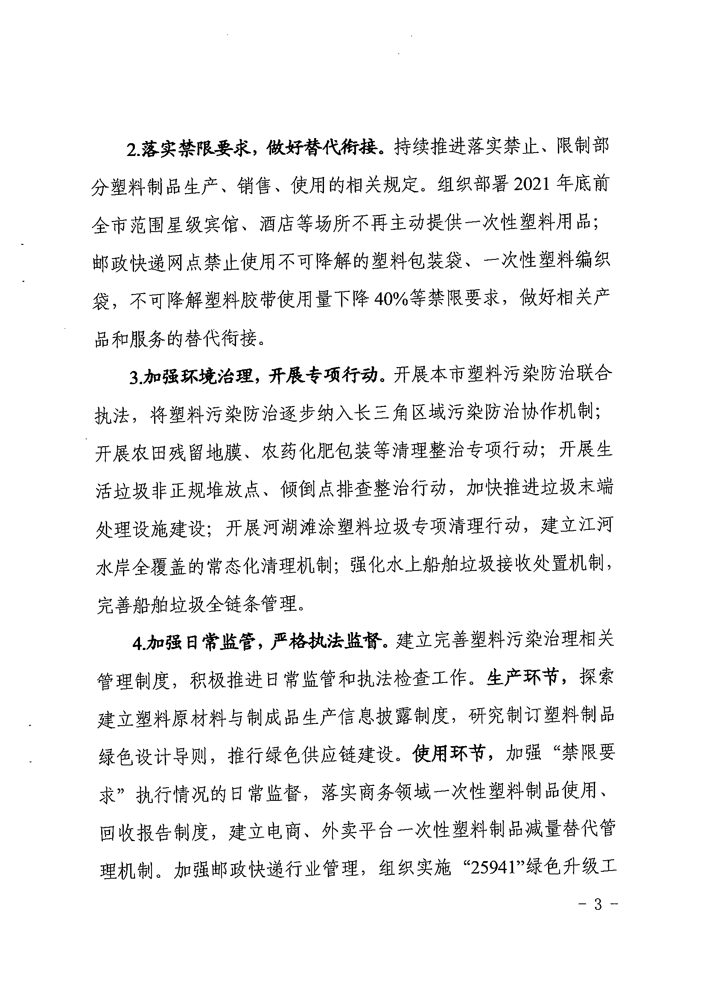 2.落实禁限要求，做好替代衔接。持续推进落实禁止、限制部
分塑料制品生产、销售、使用的相关规定。组织部署 2021 年底前
全市范围星级宾馆、酒店等场所不再主动提供一次性塑料用品；
邮政快递网点禁止使用不可降解的塑料包装袋、一次性塑料编织
袋，不可降解塑料胶带使用量下降 40%等禁限要求，做好相关产
品和服务的替代衔接。
3.加强环境治理，开展专项行动。开展本市塑料污染防治联合
执法，将塑料污染防治逐步纳入长三角区域污染防治协作机制；
开展农田残留地膜、农药化肥包装等清理整治专项行动；开展生
活垃圾非正规堆放点、倾倒点排查整治行动，加快推进垃圾末端
处理设施建设；开展河湖滩涂塑料垃圾专项清理行动，建立江河
水岸全覆盖的常态化清理机制；强化水上船舶垃圾接收处置机制，
完善船舶垃圾全链条管理。
4.加强日常监管，严格执法监督。建立完善塑料污染治理相关
管理制度，积极推进日常监管和执法检查工作。生产环节，探索
建立塑料原材料与制成品生产信息披露制度，研究制订塑料制品
绿色设计导则，推行绿色供应链建设。使用环节，加强“禁限要
求”执行情况的日常监督，落实商务领域一次性塑料制品使用、
回收报告制度，建立电商、外卖平台一次性塑料制品减量替代管
理机制。加强邮政快递行业管理，组织实施“25941”绿色升级工
- 3 -